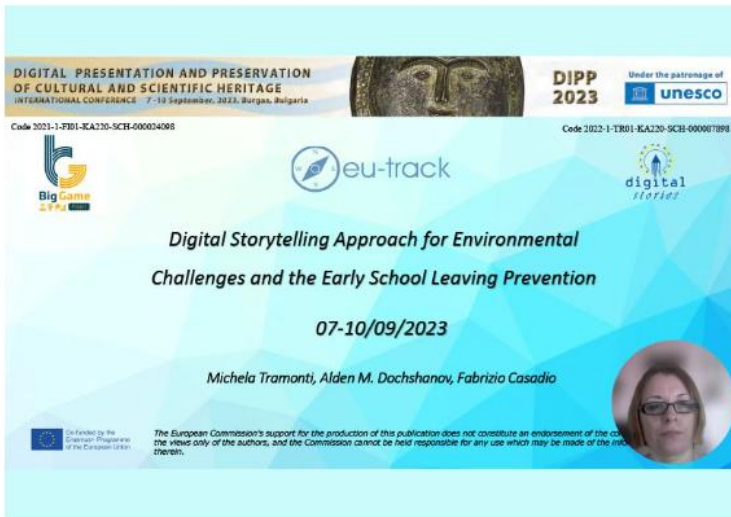 DIGITAL PRESENTATION AND PRESERVATION
OF CULTURAL AND SCIENTIFIC HERITAGE
INTERNATIONAL CONFERENCE - 7-10 September, 2023, Burgas, Bulgaria
DIPP
2023
Under the patronage of
unesco
Code 2021-1-FI01-KA220-SCH-000024098
Code 2022-1-TR01-KA220-SCH-000087898
BigGame
eu-track
digital
stories
Digital Storytelling Approach for Environmental
Challenges and the Early School Leaving Prevention
07-10/09/2023
Michela Tramonti, Alden M. Dochshanov, Fabrizio Casadio
Co-funded by the
Erasmus+ Programme
of the European Union
The European Commission's support for the production of this publication does not constitute an endorsement of the
the views only of the authors, and the Commission cannot be held responsible for any use which may be made of the
therein.